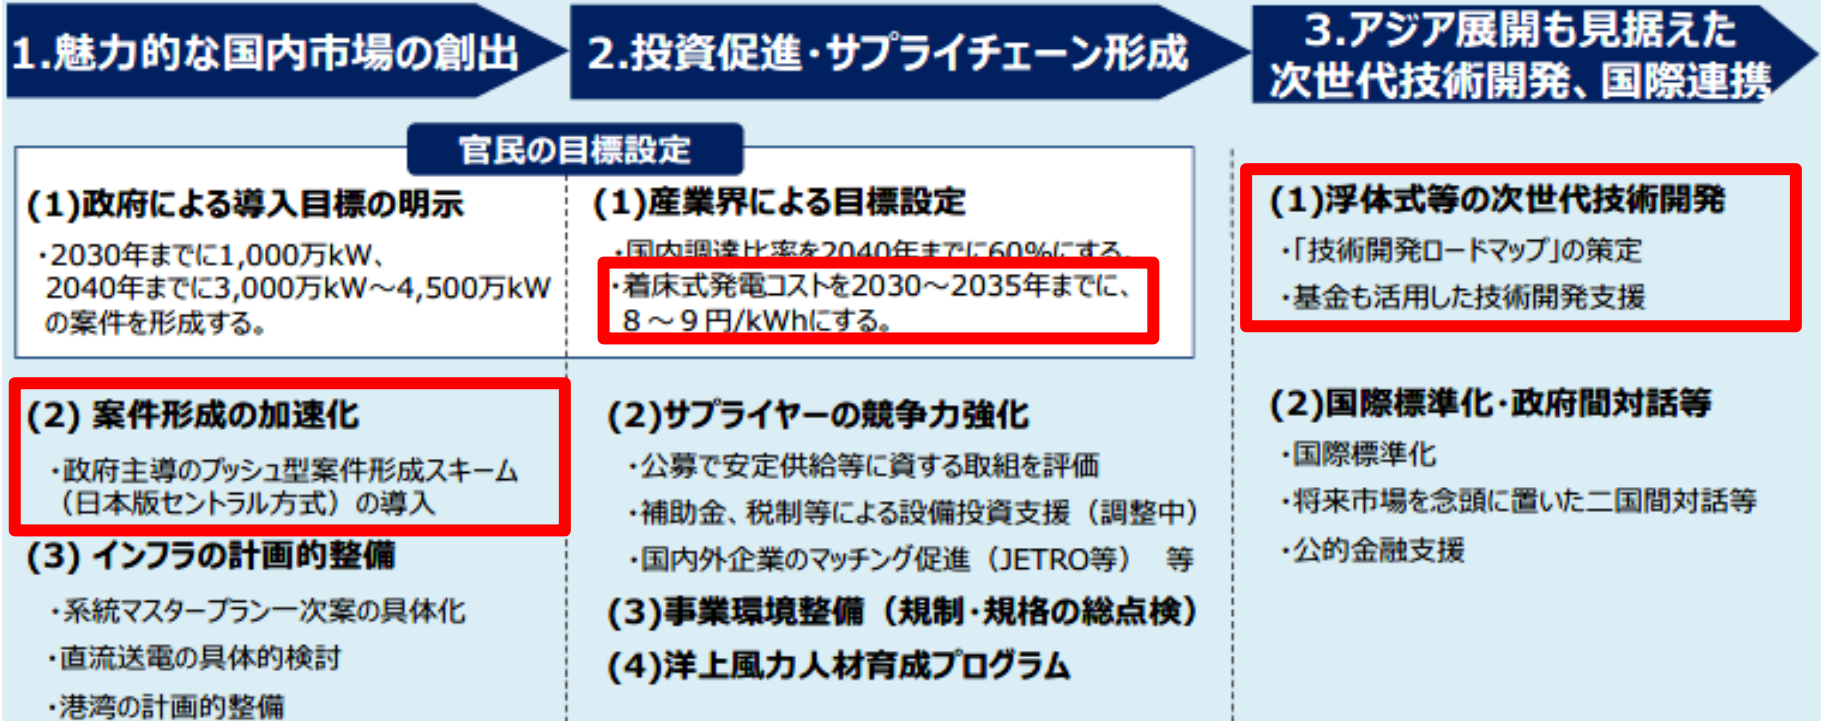 1.魅力的な国内市場の創出
2.投資促進・サプライチェーン形成
3.アジア展開も見据えた
次世代技術開発、国際連携
官民の目標設定
(1)政府による導入目標の明示
・2030年までに1,000万kW、
2040年までに3,000万kW～4,500万kW
の案件を形成する。
(1)産業界による目標設定
・国内調達比率を2040年までに60%にする。
・着床式発電コストを2030～2035年までに、
８～９円/kWhにする。
(2) 案件形成の加速化
・政府主導のプッシュ型案件形成スキーム
（日本版セントラル方式）の導入
(3) インフラの計画的整備
・系統マスタープラン一次案の具体化
・直流送電の具体的検討
・港湾の計画的整備
(2)サプライヤーの競争力強化
・公募で安定供給等に資する取組を評価
・補助金、税制等による設備投資支援（調整中）
・国内外企業のマッチング促進（JETRO等）　等
(3)事業環境整備（規制・規格の総点検）
(4)洋上風力人材育成プログラム
(1)浮体式等の次世代技術開発
・「技術開発ロードマップ」の策定
・基金も活用した技術開発支援
(2)国際標準化・政府間対話等
・国際標準化
・将来市場を念頭に置いた二国間対話等
・公的金融支援